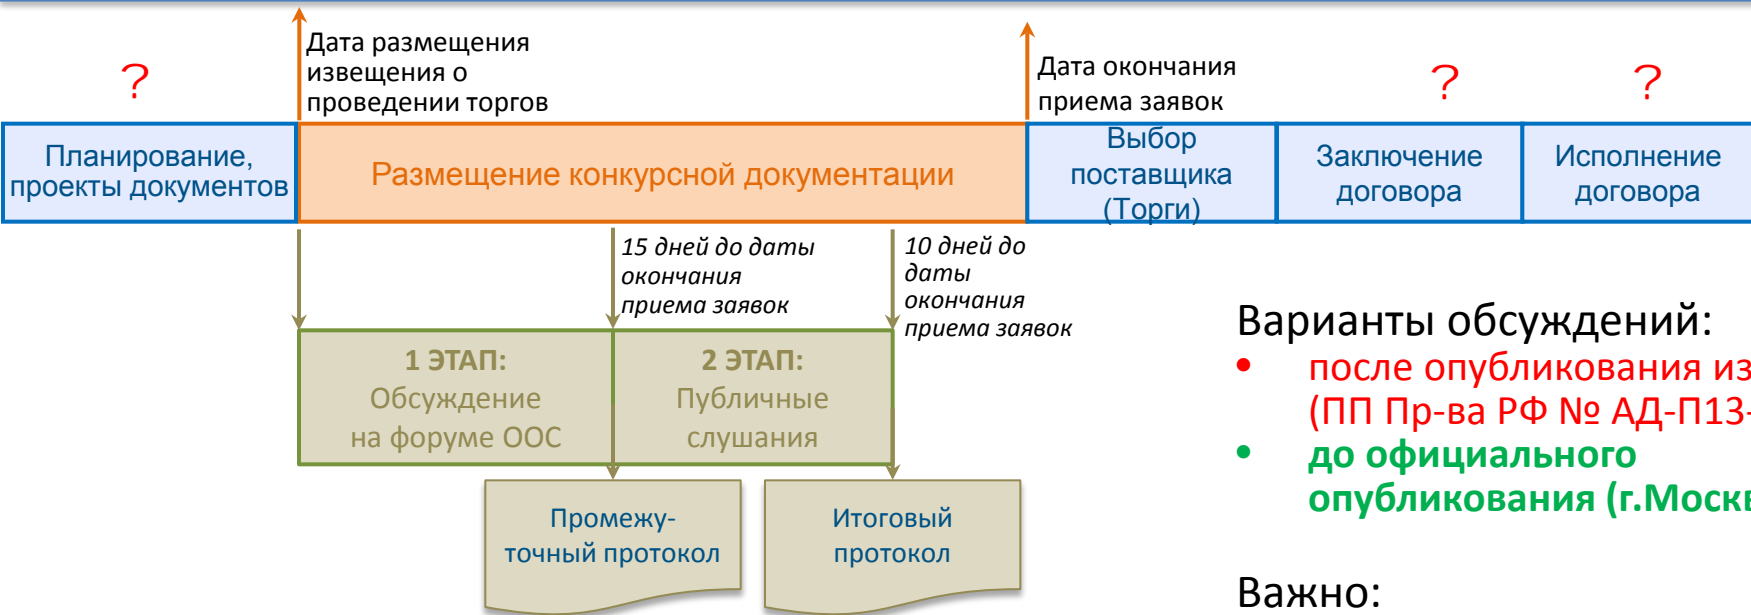 Дата размещения
извещения о
проведении торгов
Дата окончания
приема заявок
?
?
?
Планирование,
проекты документов
Размещение конкурсной документации
Выбор
поставщика
(Торги)
Заключение
договора
Исполнение
договора
15 дней до даты
окончания
приема заявок
10 дней до
даты
окончания
приема заявок
1 ЭТАП:
Обсуждение
на форуме ООС
2 ЭТАП:
Публичные
слушания
Промежу-
точный протокол
Итоговый
протокол
Варианты обсуждений:
• после опубликования
(ПП Пр-ва РФ № АД-П13-
• до официального
опубликования
Важно: